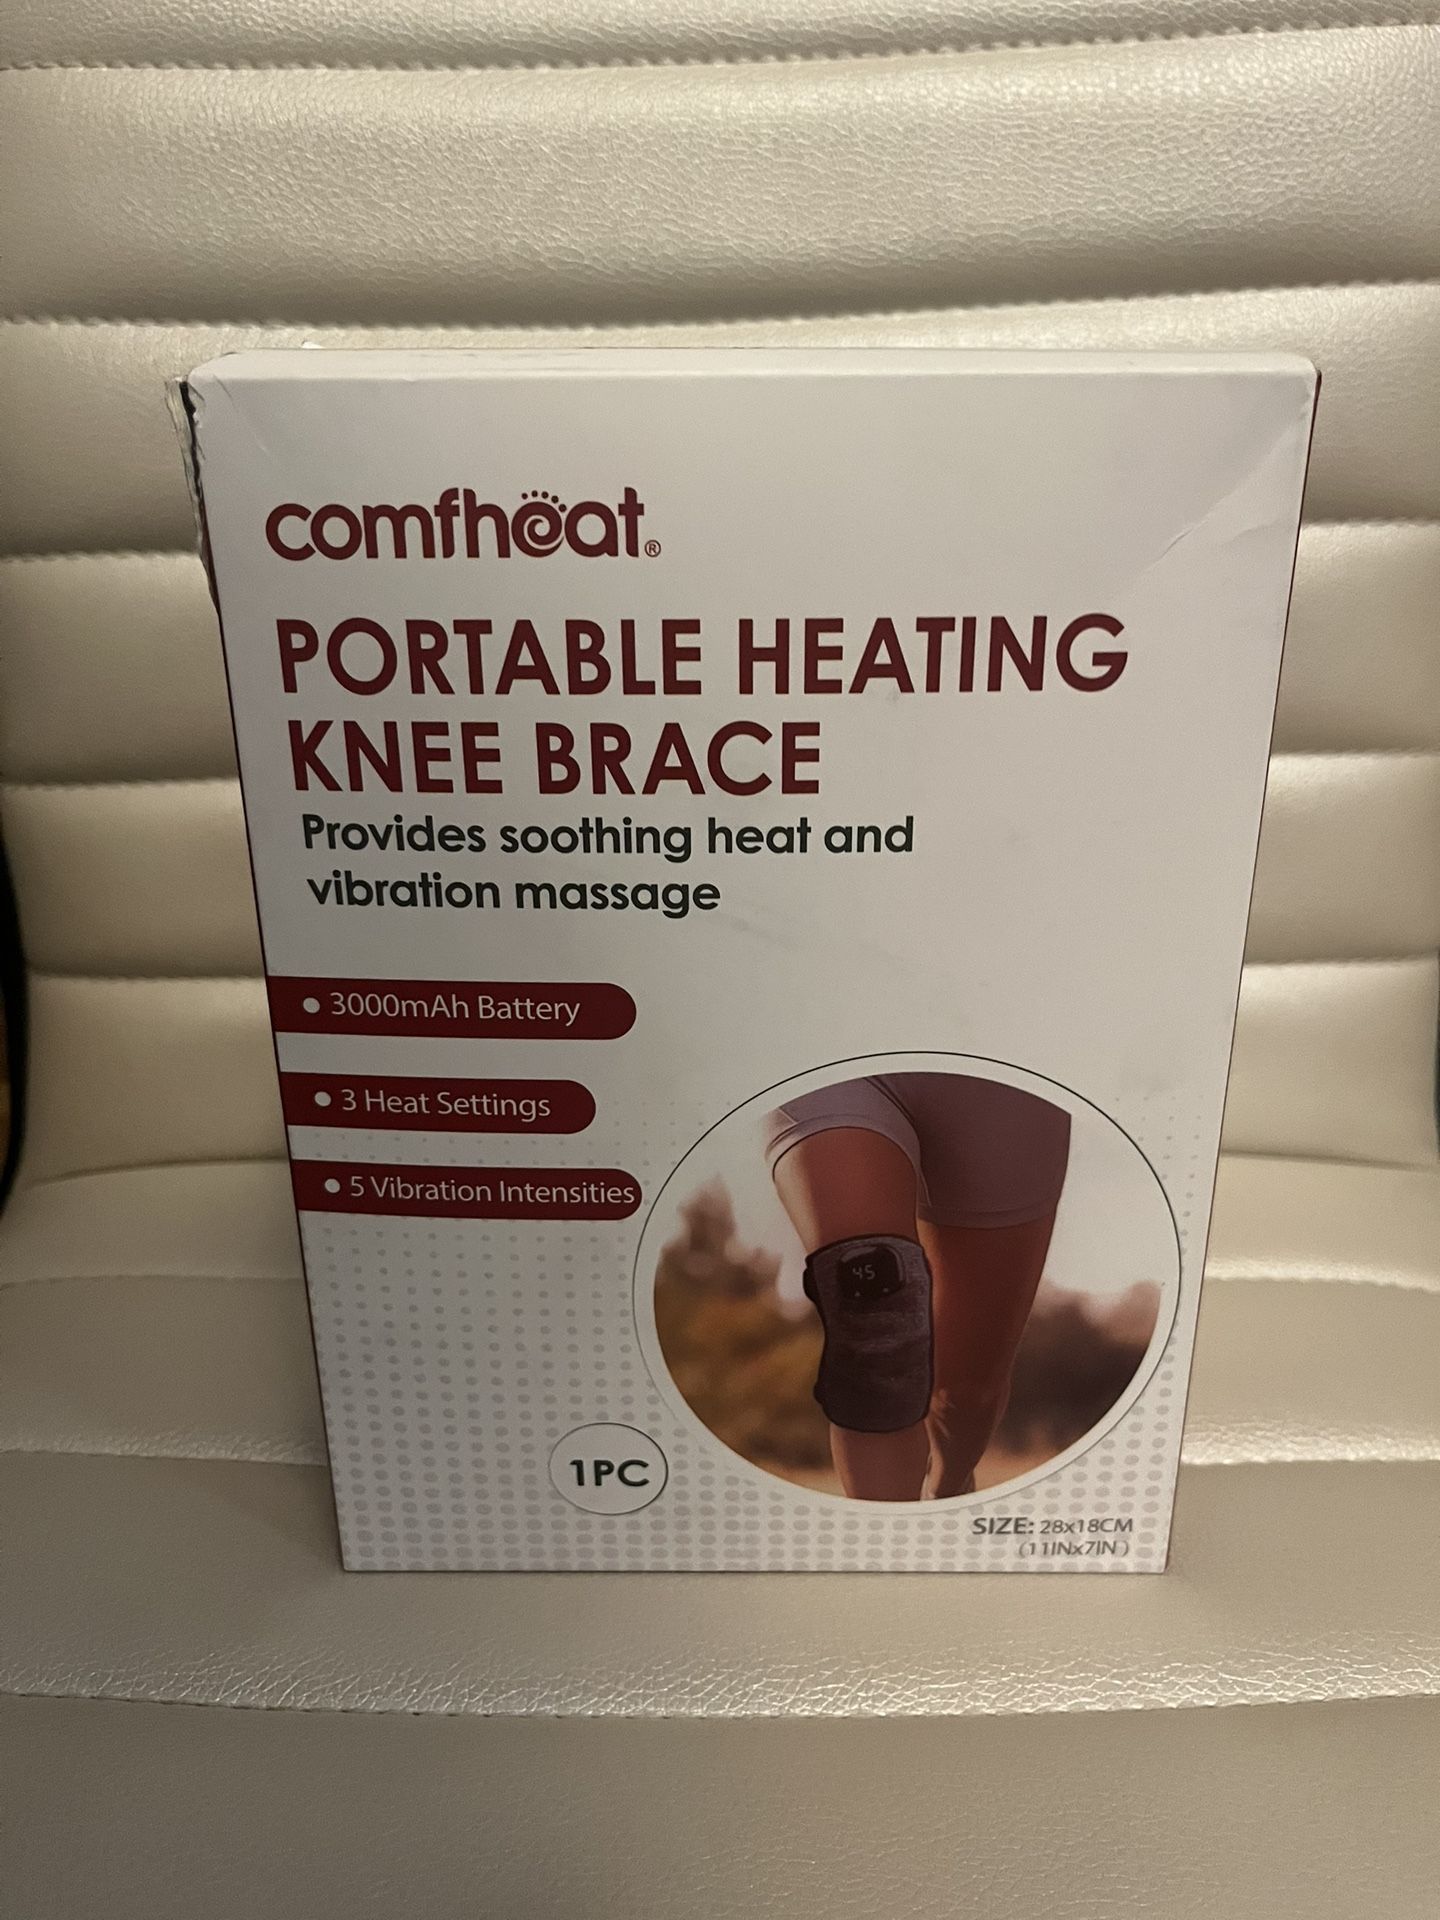 comfheat®
PORTABLE HEATING
KNEE BRACE
Provides soothing heat and
vibration massage
3000mAh Battery
3 Heat Settings
5 Vibration Intensities
45
1PC
SIZE: 28x18CM
(11INx7IN)